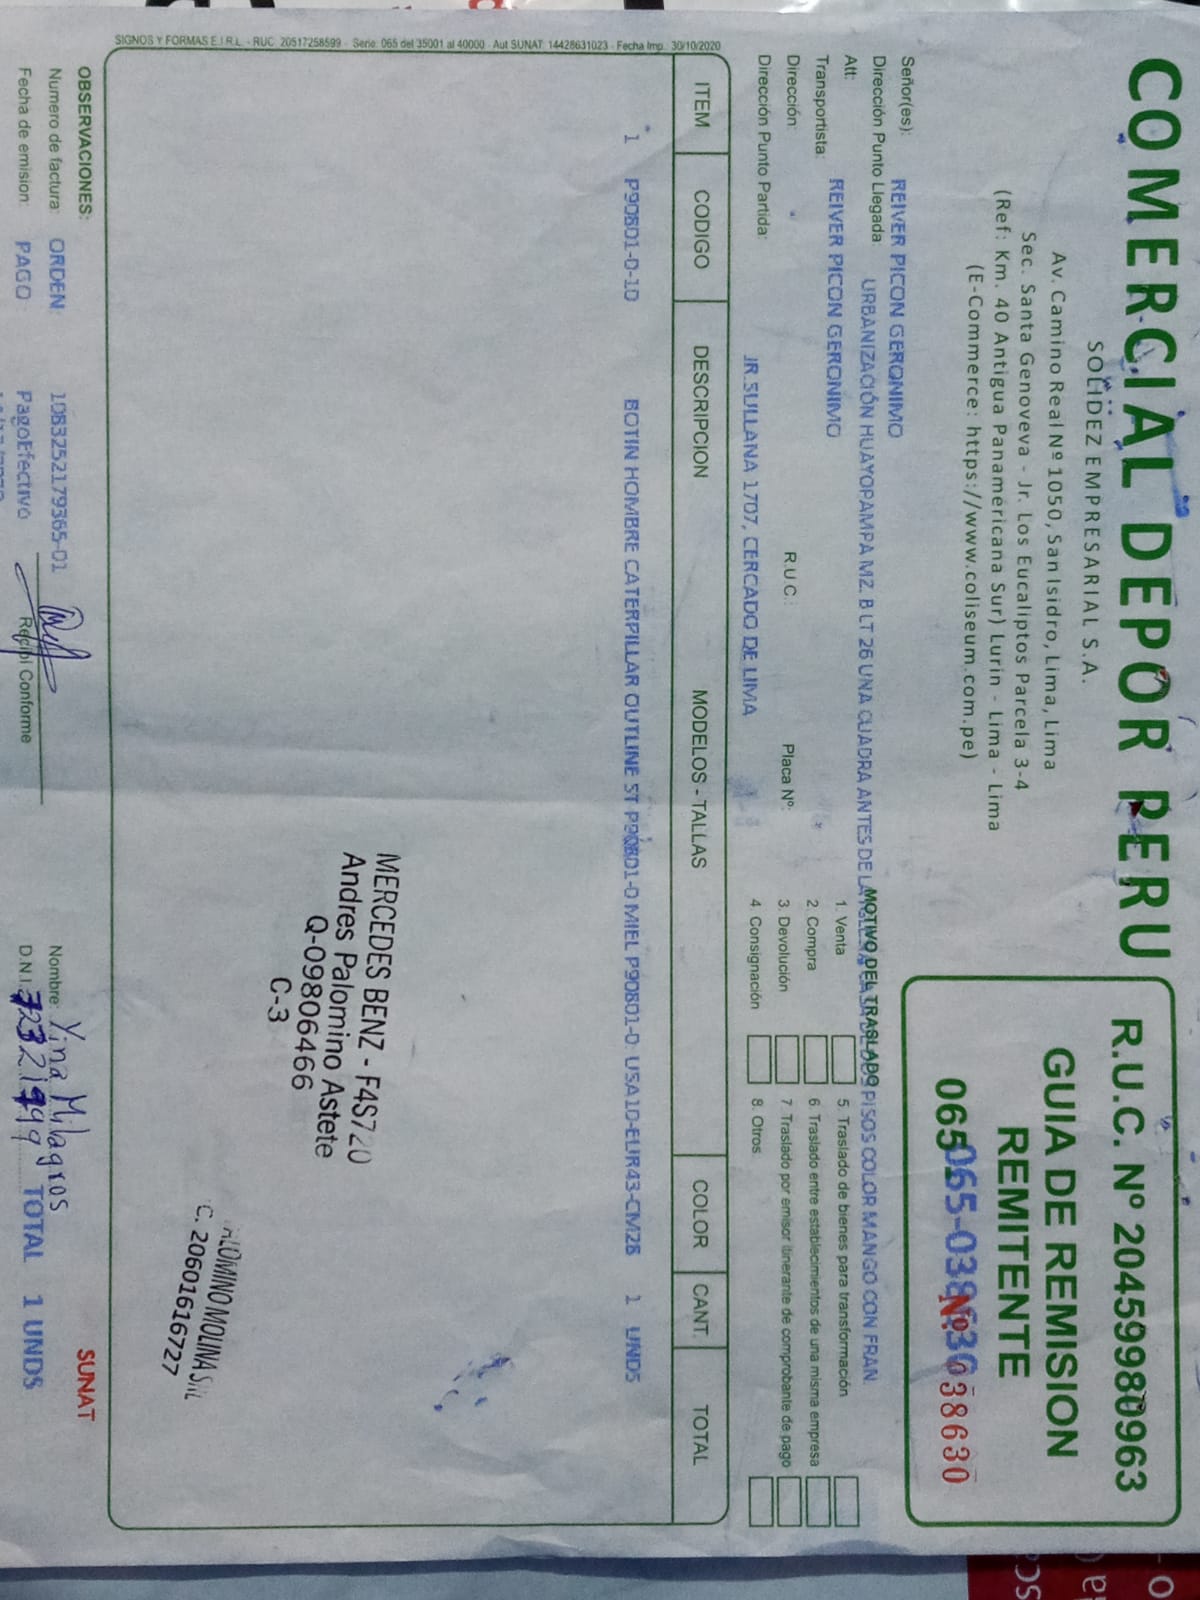 COMERCIAL DEPOR PERU
SOLIDEZ EMPRESARIAL S.A.
Av. Camino Real Nº 1050, San Isidro, Lima, Lima
Sec. Santa Genoveva - Jr. Los Eucaliptos Parcela 3-4
(Ref: Km. 40 Antigua Panamericana Sur) Lurin - Lima - Lima
(E-Commerce: https://www.coliseum.com.pe)
R.U.C. Nº 20459980963
GUIA DE REMISION
REMITENTE
065 065-038630 Nº 038630
Señor(es): REIVER PICON GERONIMO
Dirección Punto Llegada: URBANIZACIÓN HUAYOPAMPA MZ. B LT 26 UNA CUADRA ANTES DE PISOS COLOR MANGO CON FRAN
Att: REIVER PICON GERONIMO
Transportista:
Dirección: R.U.C.: Placa Nº:
Dirección Punto Partida: JR. SULLANA 1707, CERCADO DE LIMA
MOTIVO DEL TRASLADO
1. Venta 5. Traslado de bienes para transformación
2. Compra 6. Traslado entre establecimientos de una misma empresa
3. Devolución 7. Traslado por emisor itinerante de comprobante de pago
4. Consignación 8. Otros
ITEM CODIGO DESCRIPCION MODELOS - TALLAS COLOR CANT. TOTAL
1 P90801-0-10 BOTIN HOMBRE CATERPILLAR OUTLINE ST P90801-0 MIEL P90801-0: USA10-EUR43-CM28 1 UNDS
MERCEDES BENZ - F4S720
Andres Palomino Astete
Q-09806466
C-3
MOLINA
C. 20601616727
SIGNOS Y FORMAS E.I.R.L. - RUC. 20517258599 - Serie: 065 del 35001 al 40000 - Aut SUNAT: 14428631023 - Fecha Imp. 30/10/2020
OBSERVACIONES: SUNAT
Numero de factura: ORDEN: 1083252179365-01 Nombre: Yina Milagros
Fecha de emision: PAGO: PagoEfectivo Recibi Conforme D.N.I. 72321999 TOTAL 1 UNDS